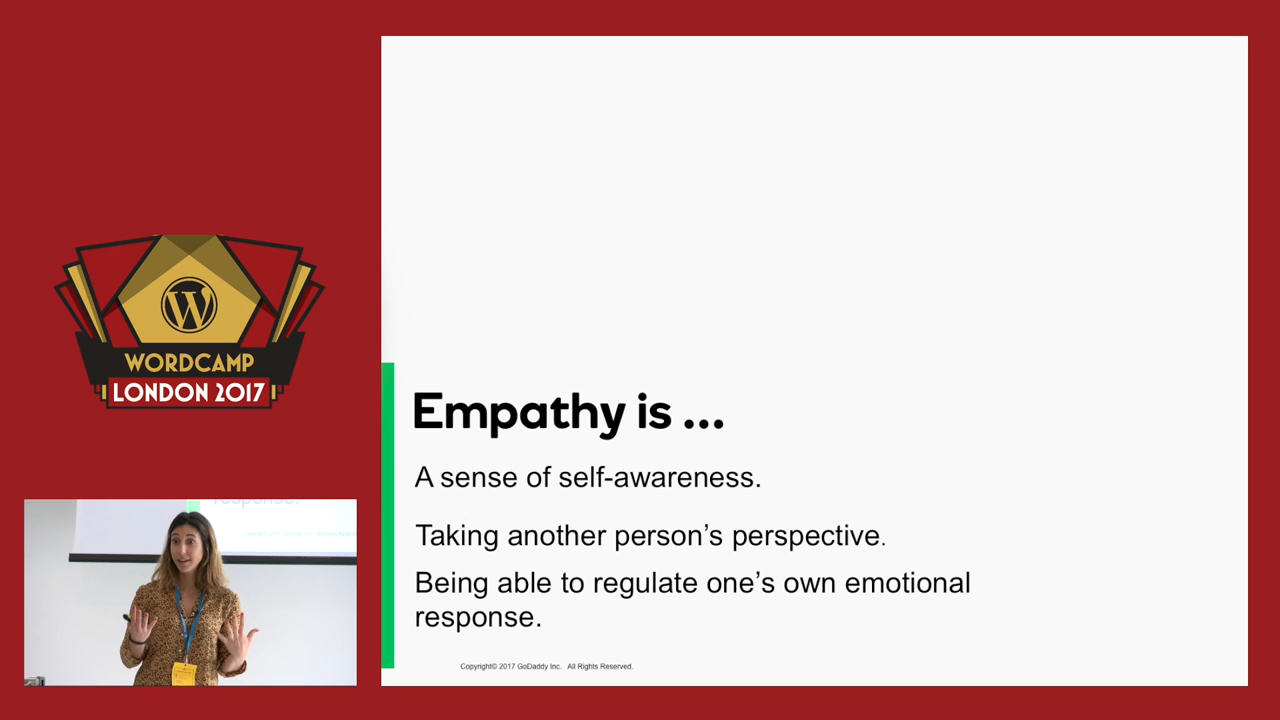 WORDCAMP
LONDON 2017
Empathy is ...
A sense of self-awareness.
Taking another person’s perspective.
Being able to regulate one’s own emotional
response.
Copyright© 2017 GoDaddy Inc. All Rights Reserved.
response.